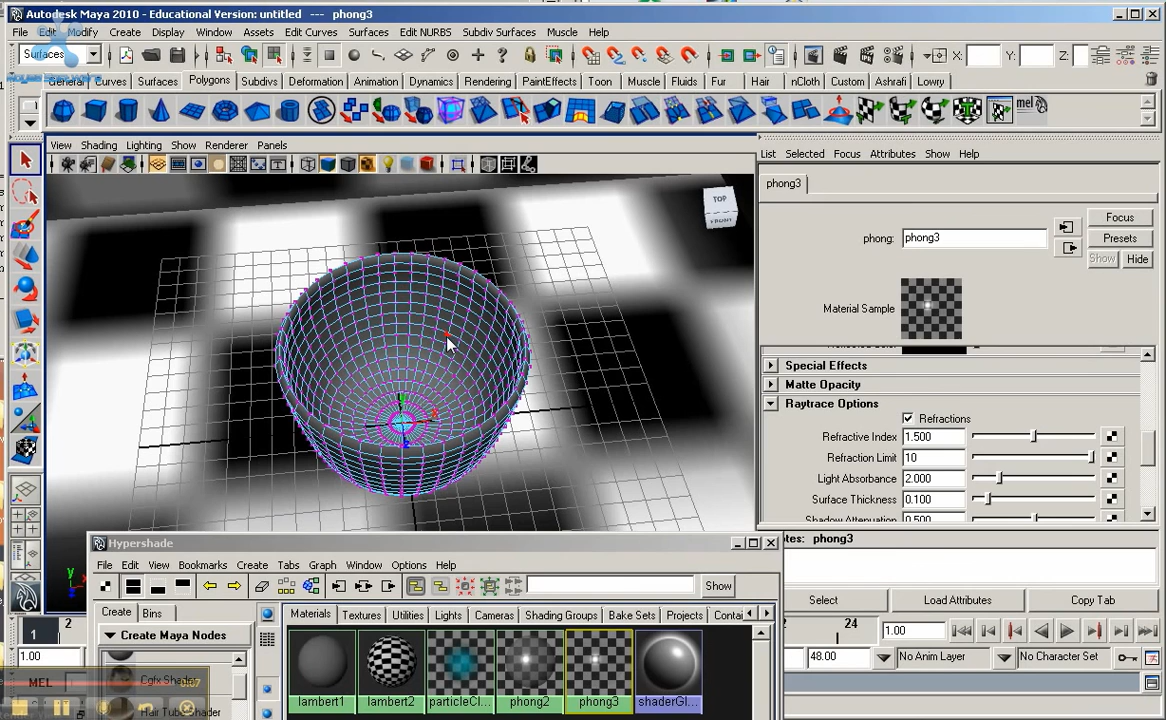 Autodesk Maya 2010 - Educational Version: untitled --- phong3
File Edit Modify Create Display Window Assets Edit Curves Surfaces Edit NURBS Subdiv Surfaces Muscle Help
Surfaces X: Y: Z:
General Curves Surfaces Polygons Subdivs Deformation Animation Dynamics Rendering PaintEffects Toon Muscle Fluids Fur Hair nCloth Custom Ashrafi Lowry
mel
View Shading Lighting Show Renderer Panels
List Selected Focus Attributes Show Help
phong3
TOP
FRONT
Focus
phong: phong3
Presets
Show Hide
Material Sample
Special Effects
Matte Opacity
Raytrace Options
Refractions
Refractive Index 1.500
Refraction Limit 10
Light Absorbance 2.000
Surface Thickness 0.100
Shadow Attenuation 0.500
y
Hypershade
otes: phong3
File Edit View Bookmarks Create Tabs Graph Window Options Help
Show
Select Load Attributes Copy Tab
Create Bins
Materials Textures Utilities Lights Cameras Shading Groups Bake Sets Projects Contai
1 2
Create Maya Nodes
24 1.00
1.00
48.00 No Anim Layer No Character Set
Cgfx Shader
MEL 0:07
Hair Tube Shader
lambert1 lambert2 particleCl... phong2 phong3 shaderGl...